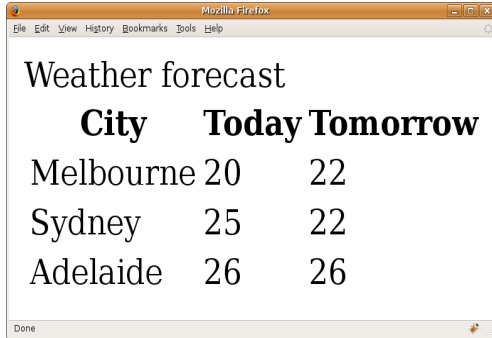 Mozilla Firefox
File Edit View History Bookmarks Tools Help
Weather forecast
City Today Tomorrow
Melbourne 20 22
Sydney 25 22
Adelaide 26 26
Done